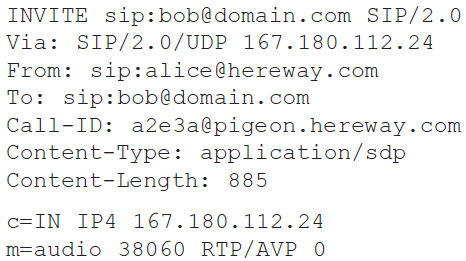 INVITE sip:bob@domain.com SIP/2.0
Via: SIP/2.0/UDP 167.180.112.24
From: sip:alice@hereway.com
To: sip:bob@domain.com
Call-ID: a2e3a@pigeon.hereway.com
Content-Type: application/sdp
Content-Length: 885
c=IN IP4 167.180.112.24
m=audio 38060 RTP/AVP 0